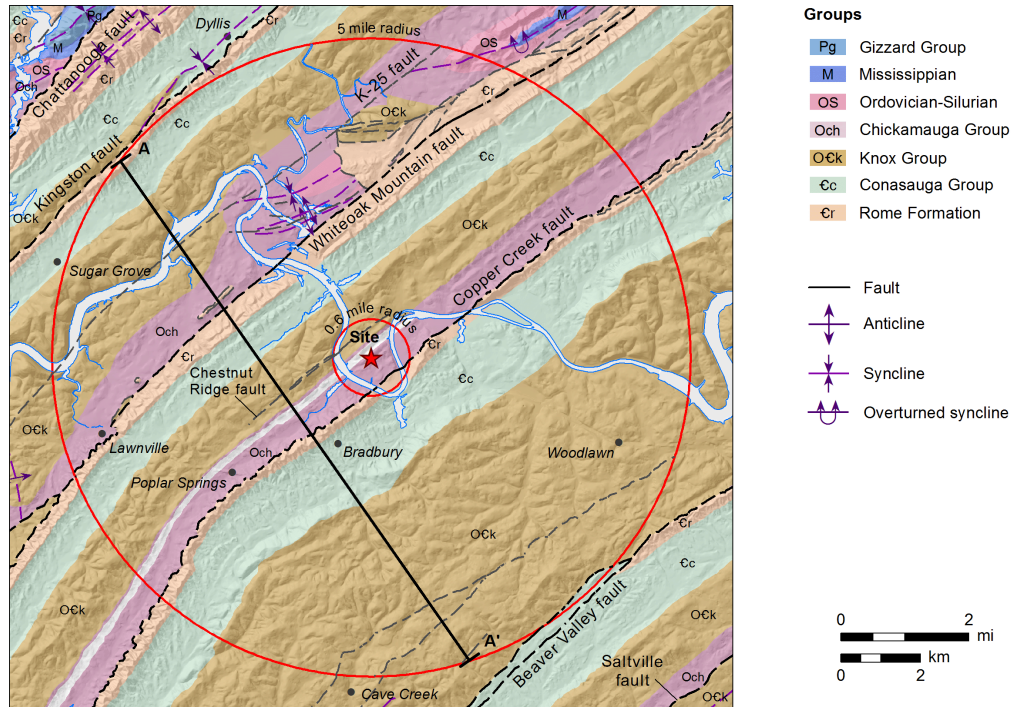 Groups
Pg Gizzard Group
M Mississippian
OS Ordovician-Silurian
Och Chickamauga Group
O€k Knox Group
€c Conasauga Group
€r Rome Formation
Fault
Anticline
Syncline
Overturned syncline
0 2
mi
km
0 2
€c
Pg
€r
M
OS
Och
Chattanooga fault
€r
Dyllis
5 mile radius
OS
M
K-25 fault
€r
O€k
€c
€c
A
Kingston fault
O€k
Whiteoak Mountain fault
€c
O€k
Sugar Grove
Copper Creek fault
Och
0.6 mile radius
Site
€r
€r
€c
Chestnut
Ridge fault
O€k
Lawnville
Och
Bradbury
Woodlawn
Poplar Springs
O€k
€r
€c
O€k
O€k
A'
Beaver Valley fault
Saltville
fault
Och
O€k
Cave Creek